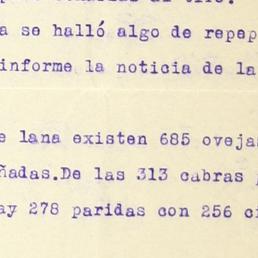 a se halló algo de repep
informe la noticia de la
e lana existen 685 ovejas
ñadas.De las 313 cabras
ay 278 paridas con 256 c